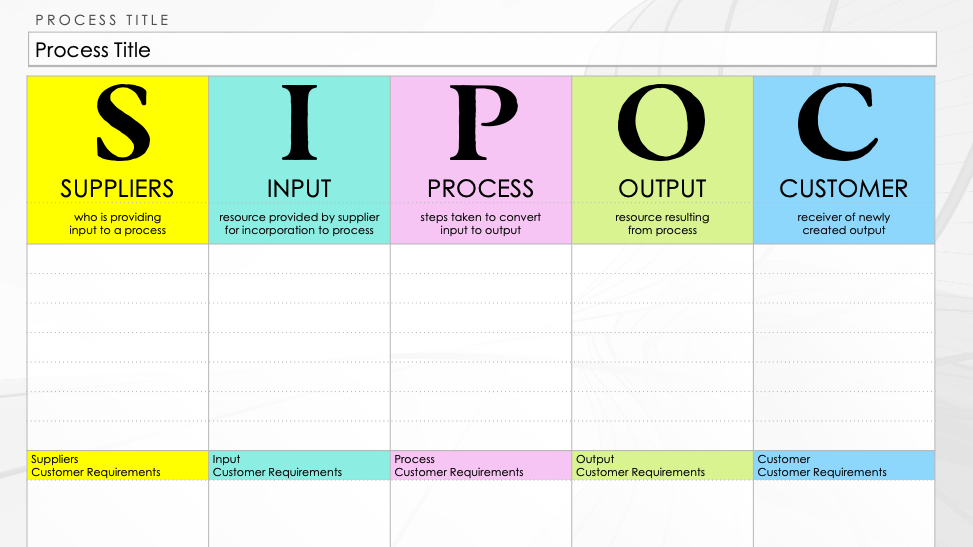 PROCESS TITLE
Process Title
S I P O C
SUPPLIERS INPUT PROCESS OUTPUT CUSTOMER
who is providing
input to a process
resource provided by supplier
for incorporation to process
steps taken to convert
input to output
resource resulting
from process
receiver of newly
created output
Suppliers
Customer Requirements
Input
Customer Requirements
Process
Customer Requirements
Output
Customer Requirements
Customer
Customer Requirements